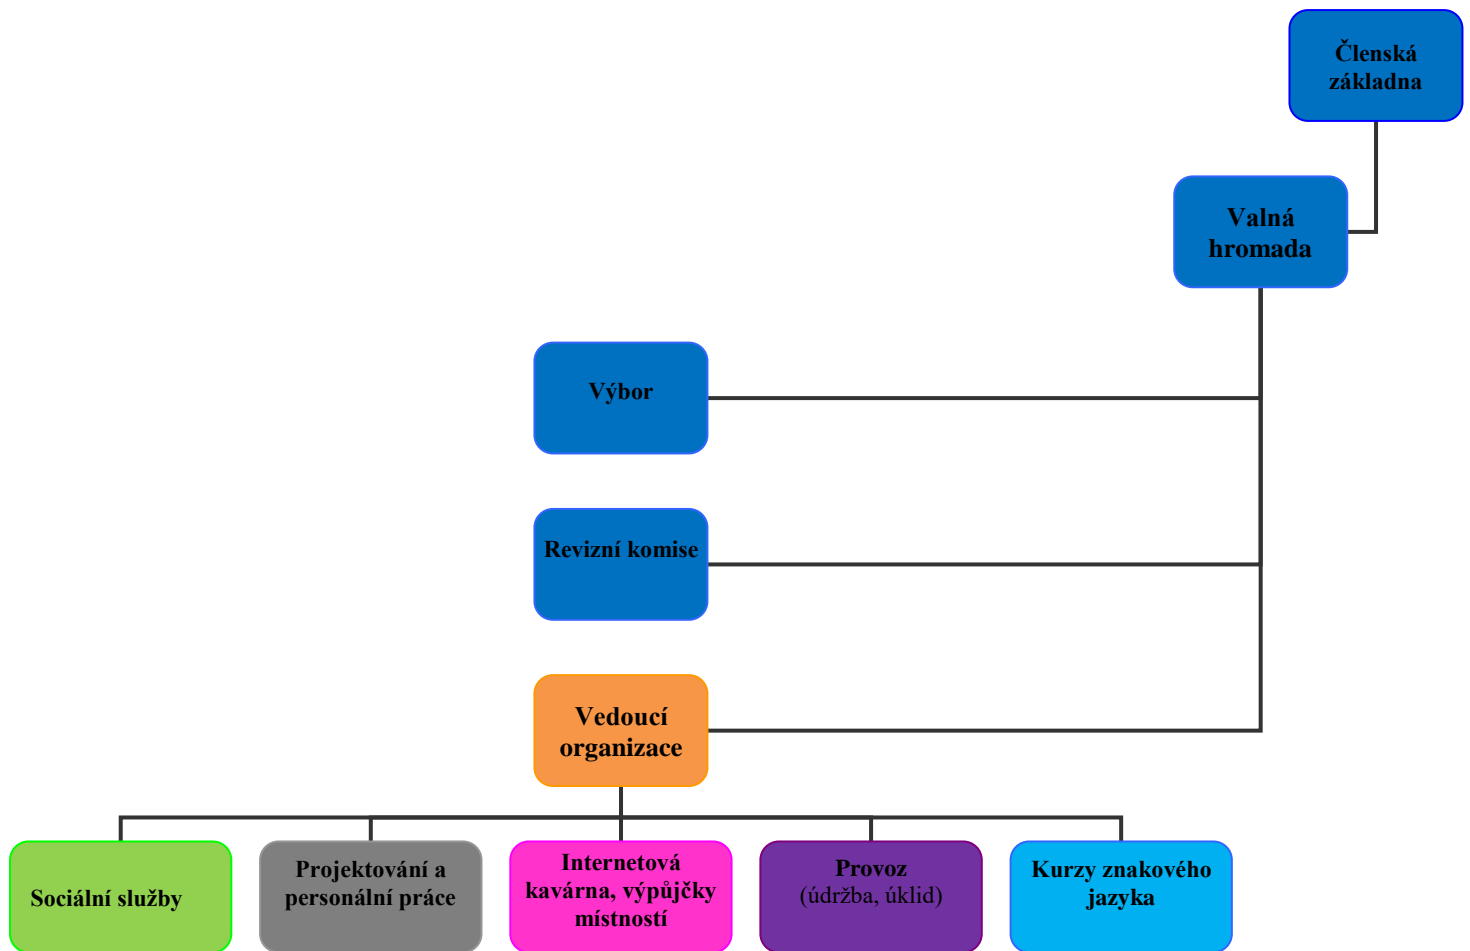 Členská
základna
Valná
hromada
Výbor
Revizní komise
Vedoucí
organizace
Sociální služby
Projektování a
personální práce
Internetová
kavárna, výpůjčky
místností
Provoz
(údržba, úklid)
Kurzy znakového
jazyka